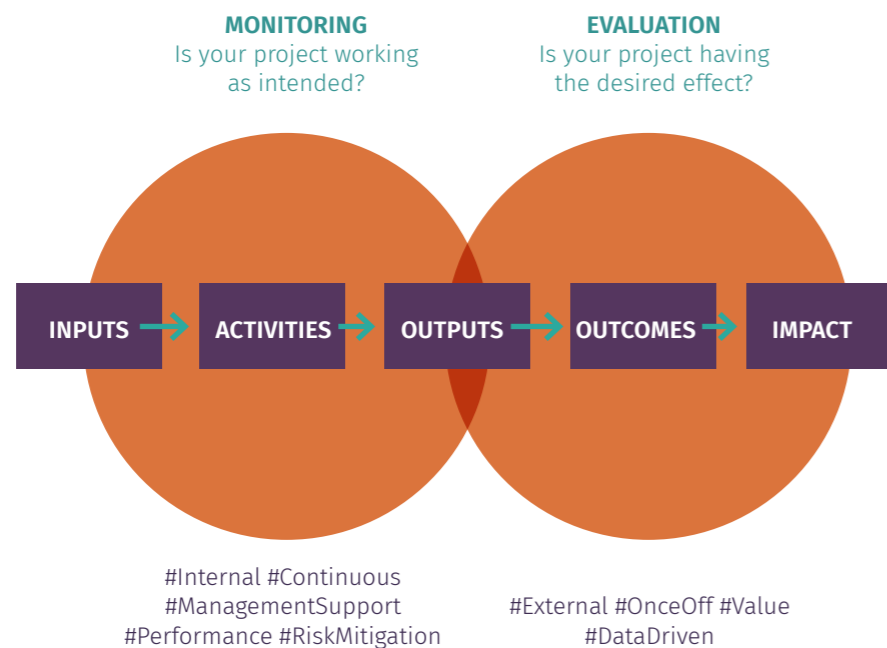 MONITORING
Is your project working
as intended?
EVALUATION
Is your project having
the desired effect?
INPUTS
ACTIVITIES
OUTPUTS
OUTCOMES
IMPACT
#Internal #Continuous
#ManagementSupport
#Performance #RiskMitigation
#External #OnceOff #Value
#DataDriven